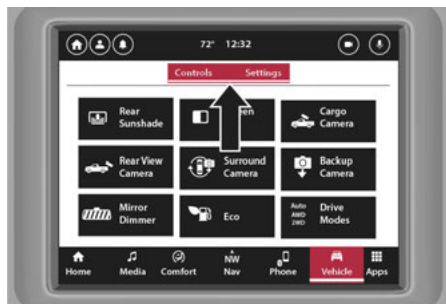 72° 12:32
Controls Settings
Rear
Sunshade
Cargo
Camera
Rear View
Camera
Surround
Camera
Backup
Camera
Mirror
Dimmer
Eco
Auto
AWD
2WD
Drive
Modes
Home
Media
Comfort
NW
Nav
Phone
Vehicle
Apps